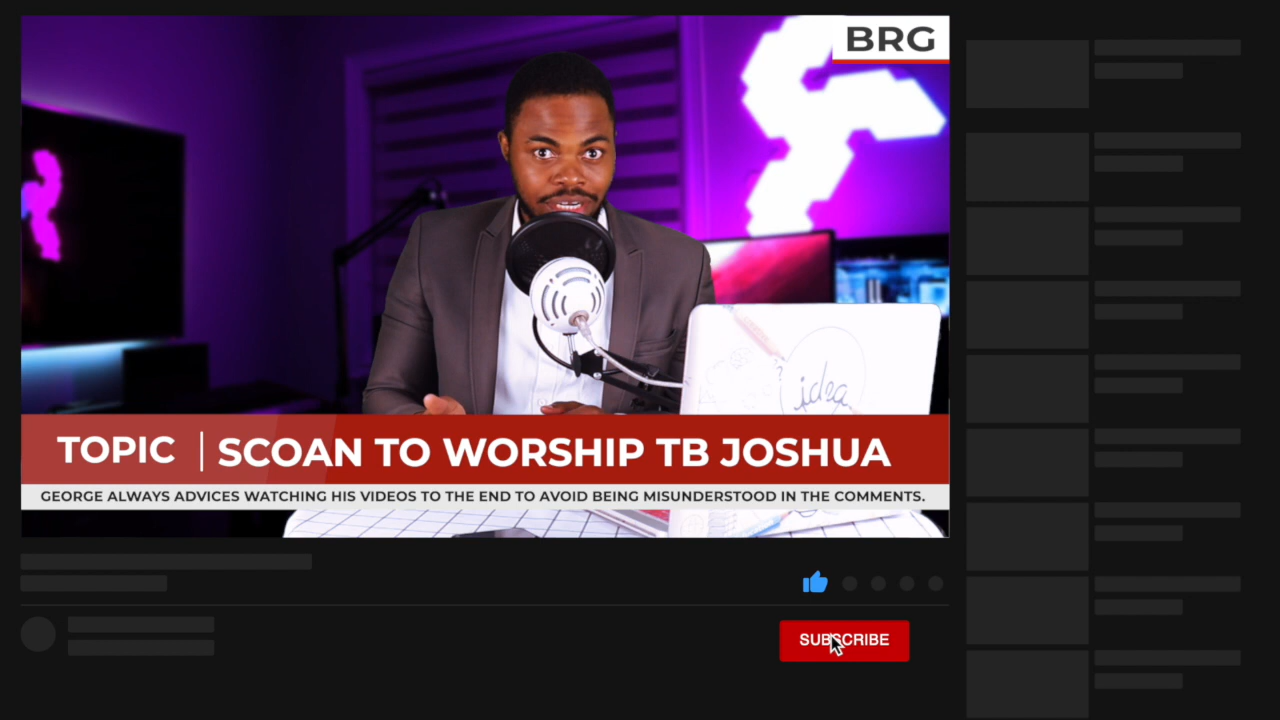 BRG
idea
TOPIC SCOAN TO WORSHIP TB JOSHUA
GEORGE ALWAYS ADVICES WATCHING HIS VIDEOS TO THE END TO AVOID BEING MISUNDERSTOOD IN THE COMMENTS.
SUBSCRIBE